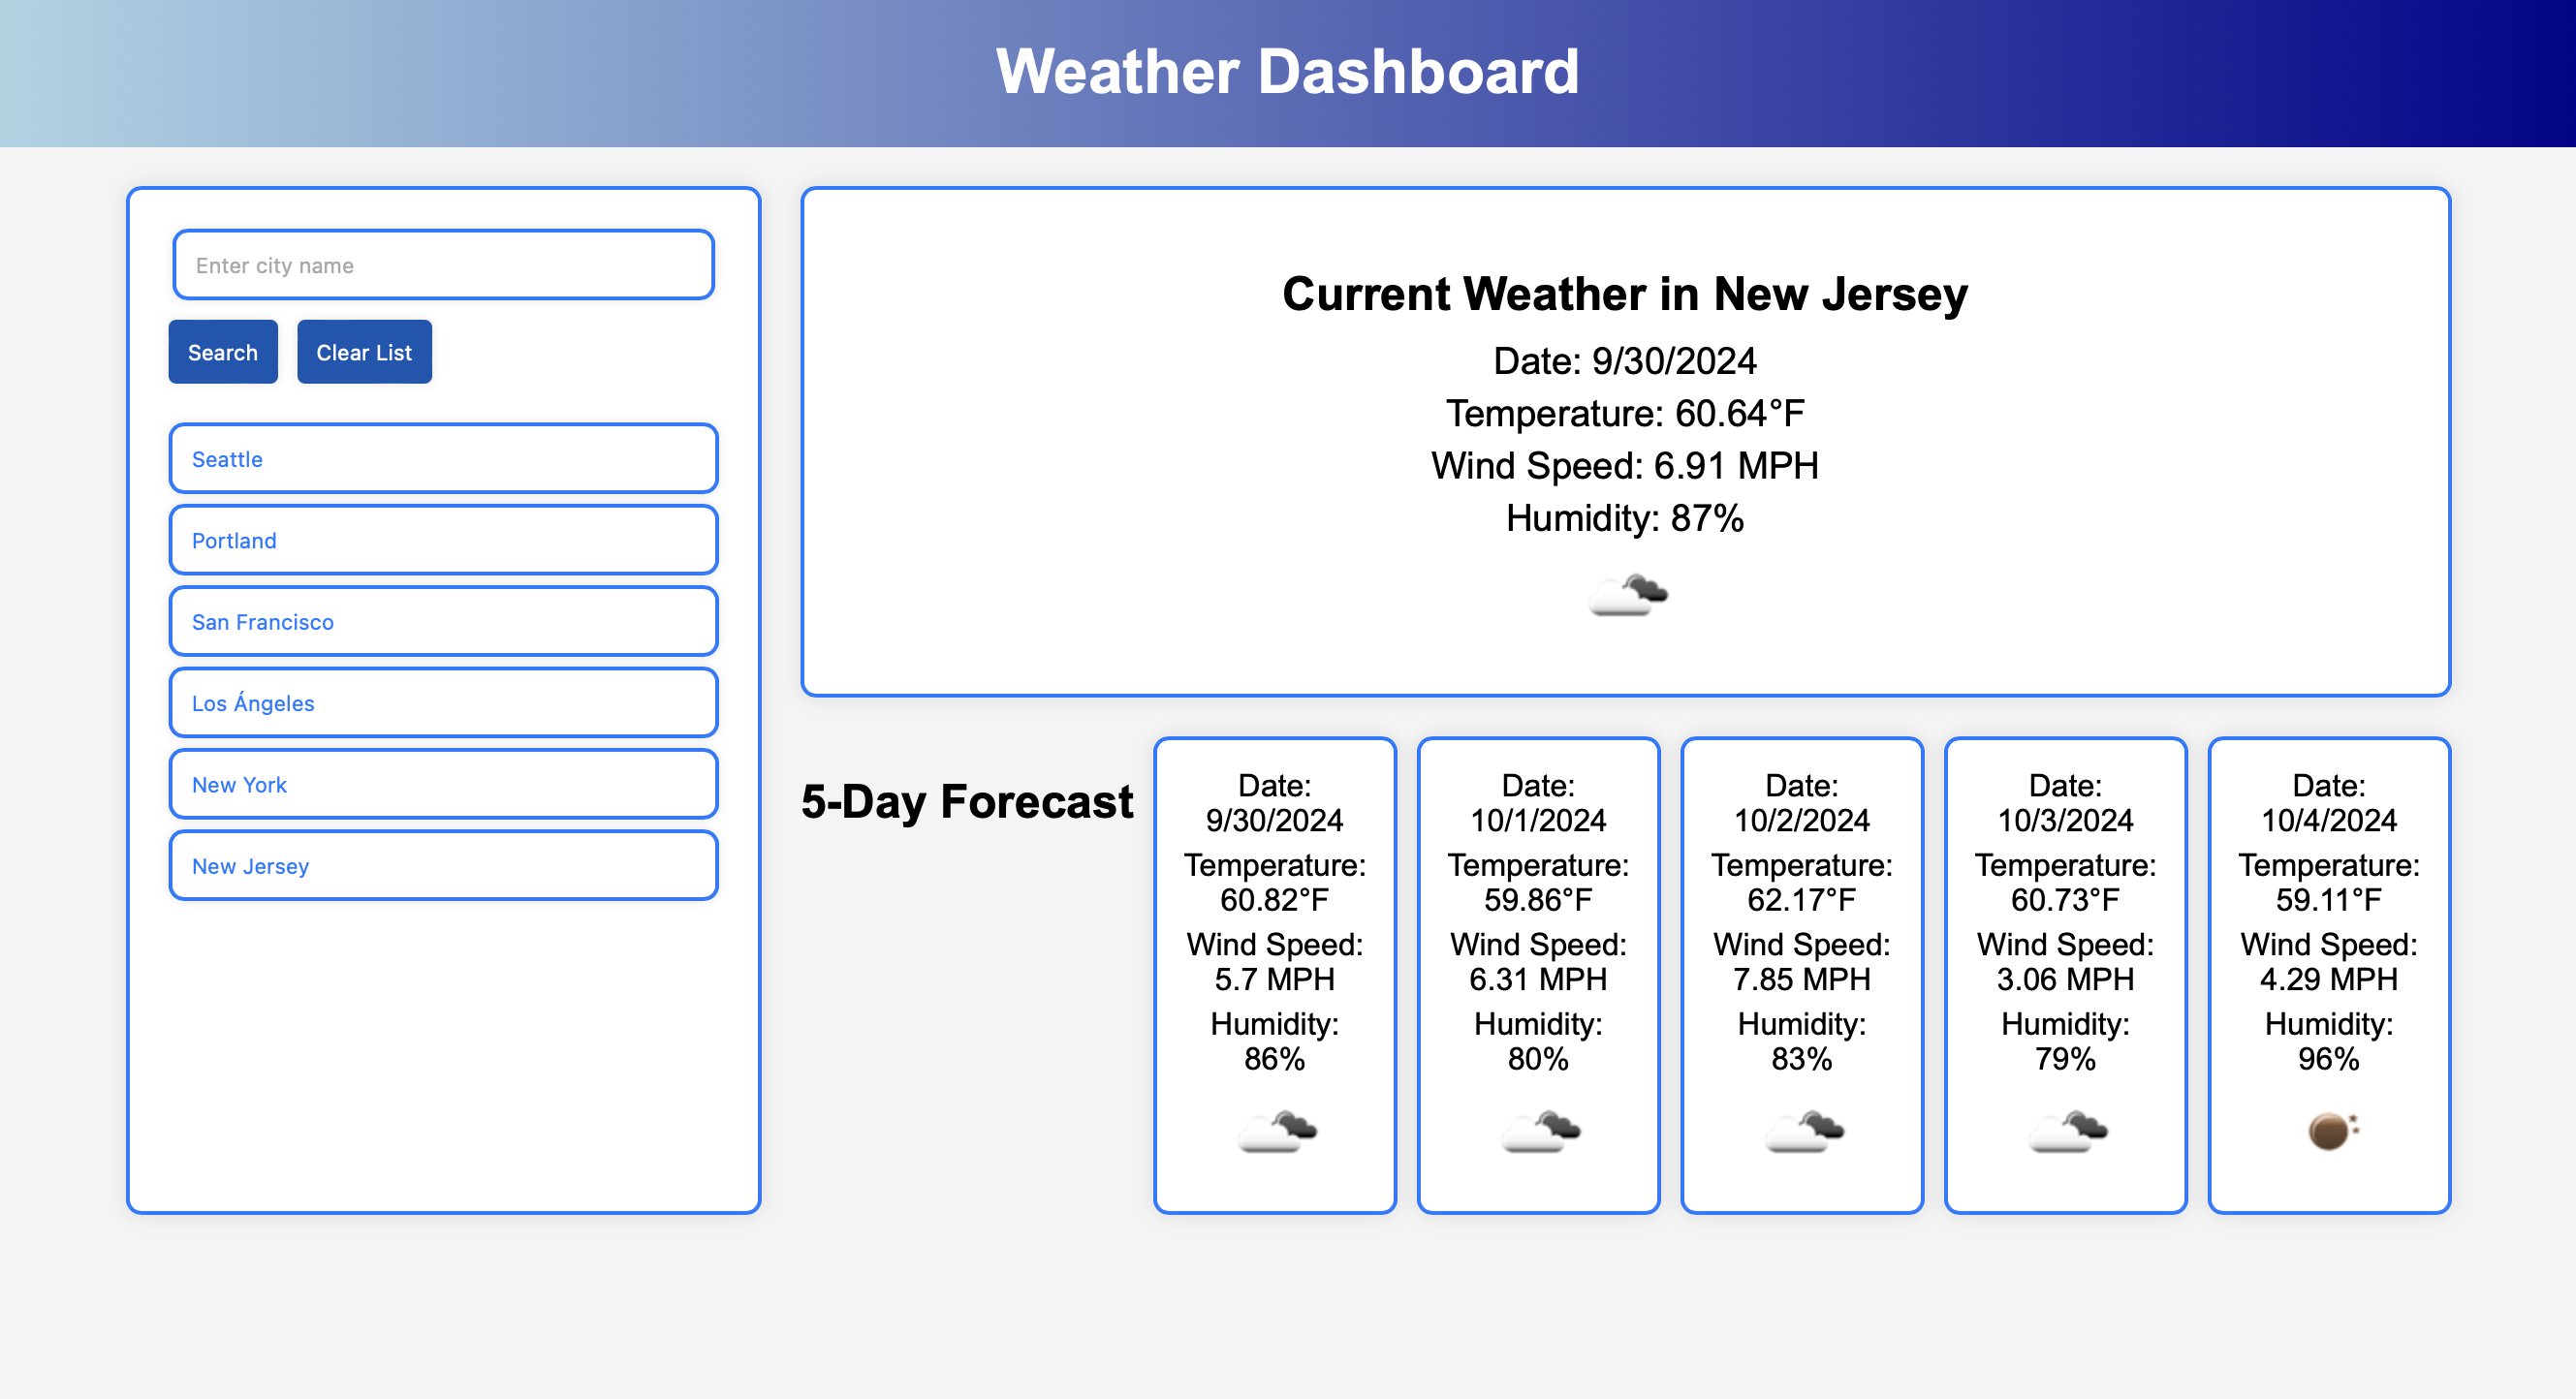 Weather Dashboard
Enter city name
Search
Clear List
Seattle
Portland
San Francisco
Los Ángeles
New York
New Jersey
Current Weather in New Jersey
Date: 9/30/2024
Temperature: 60.64°F
Wind Speed: 6.91 MPH
Humidity: 87%
5-Day Forecast
Date:
9/30/2024
Temperature:
60.82°F
Wind Speed:
5.7 MPH
Humidity:
86%
Date:
10/1/2024
Temperature:
59.86°F
Wind Speed:
6.31 MPH
Humidity:
80%
Date:
10/2/2024
Temperature:
62.17°F
Wind Speed:
7.85 MPH
Humidity:
83%
Date:
10/3/2024
Temperature:
60.73°F
Wind Speed:
3.06 MPH
Humidity:
79%
Date:
10/4/2024
Temperature:
59.11°F
Wind Speed:
4.29 MPH
Humidity:
96%